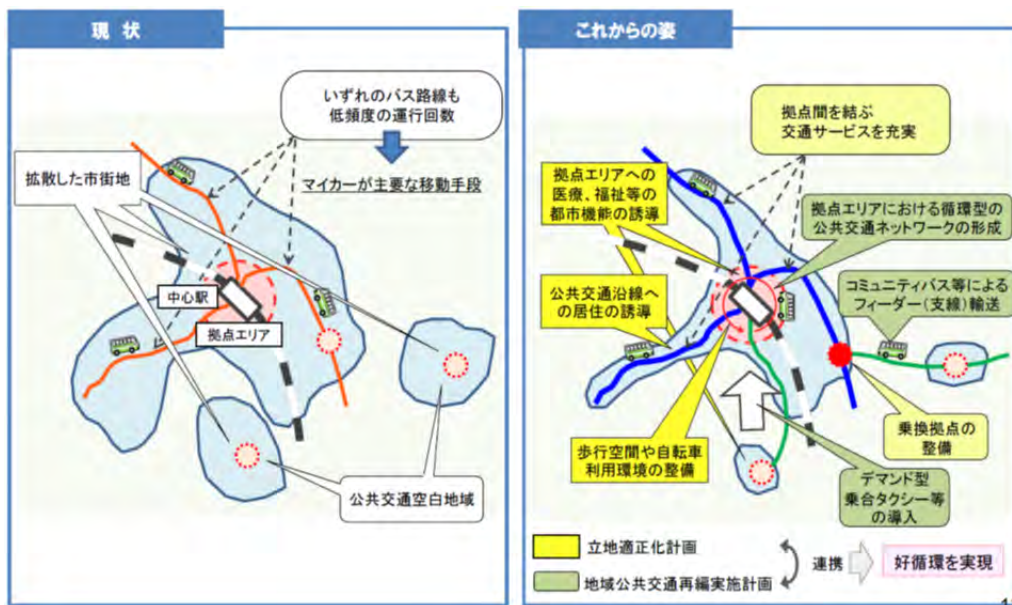 現 状
いずれのバス路線も
低頻度の運行回数
マイカーが主要な移動手段
拡散した市街地
中心駅
拠点エリア
公共交通空白地域
これからの姿
拠点間を結ぶ
交通サービスを充実
拠点エリアへの
医療、福祉等の
都市機能の誘導
拠点エリアにおける循環型の
公共交通ネットワークの形成
公共交通沿線へ
の居住の誘導
コミュニティバス等による
フィーダー(支線)輸送
歩行空間や自転車
利用環境の整備
乗換拠点の
整備
デマンド型
乗合タクシー等
の導入
立地適正化計画
地域公共交通再編実施計画
連携
好循環を実現